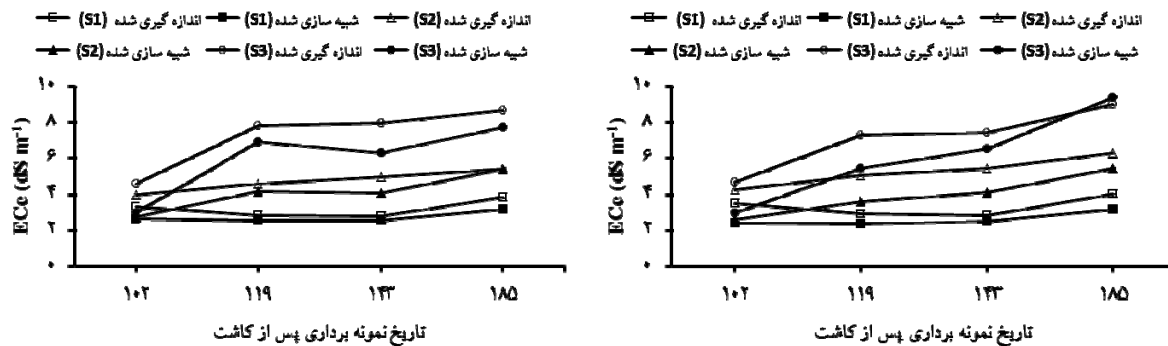 اندازه گیری شده (S1) شبیه سازی شده (S1) اندازه گیری شده (S2)
شبیه سازی شده (S2) اندازه گیری شده (S3) شبیه سازی شده (S3)
ECe (dS m⁻¹)
۱۰
۸
۶
۴
۲
۰
۱۰۲ ۱۱۹ ۱۴۳ ۱۸۵
تاریخ نمونه برداری پس از کاشت
اندازه گیری شده (S1) شبیه سازی شده (S1) اندازه گیری شده (S2)
شبیه سازی شده (S2) اندازه گیری شده (S3) شبیه سازی شده (S3)
ECe (dS m⁻¹)
۱۰
۸
۶
۴
۲
۰
۱۰۲ ۱۱۹ ۱۴۳ ۱۸۵
تاریخ نمونه برداری پس از کاشت